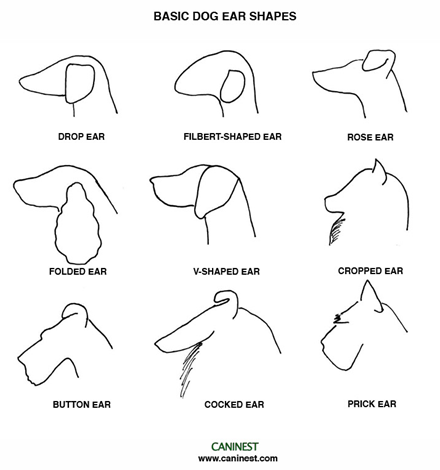 BASIC DOG EAR SHAPES
DROP EAR
FILBERT-SHAPED EAR
ROSE EAR
FOLDED EAR
V-SHAPED EAR
CROPPED EAR
BUTTON EAR
COCKED EAR
PRICK EAR
CANINEST
www.caninest.com